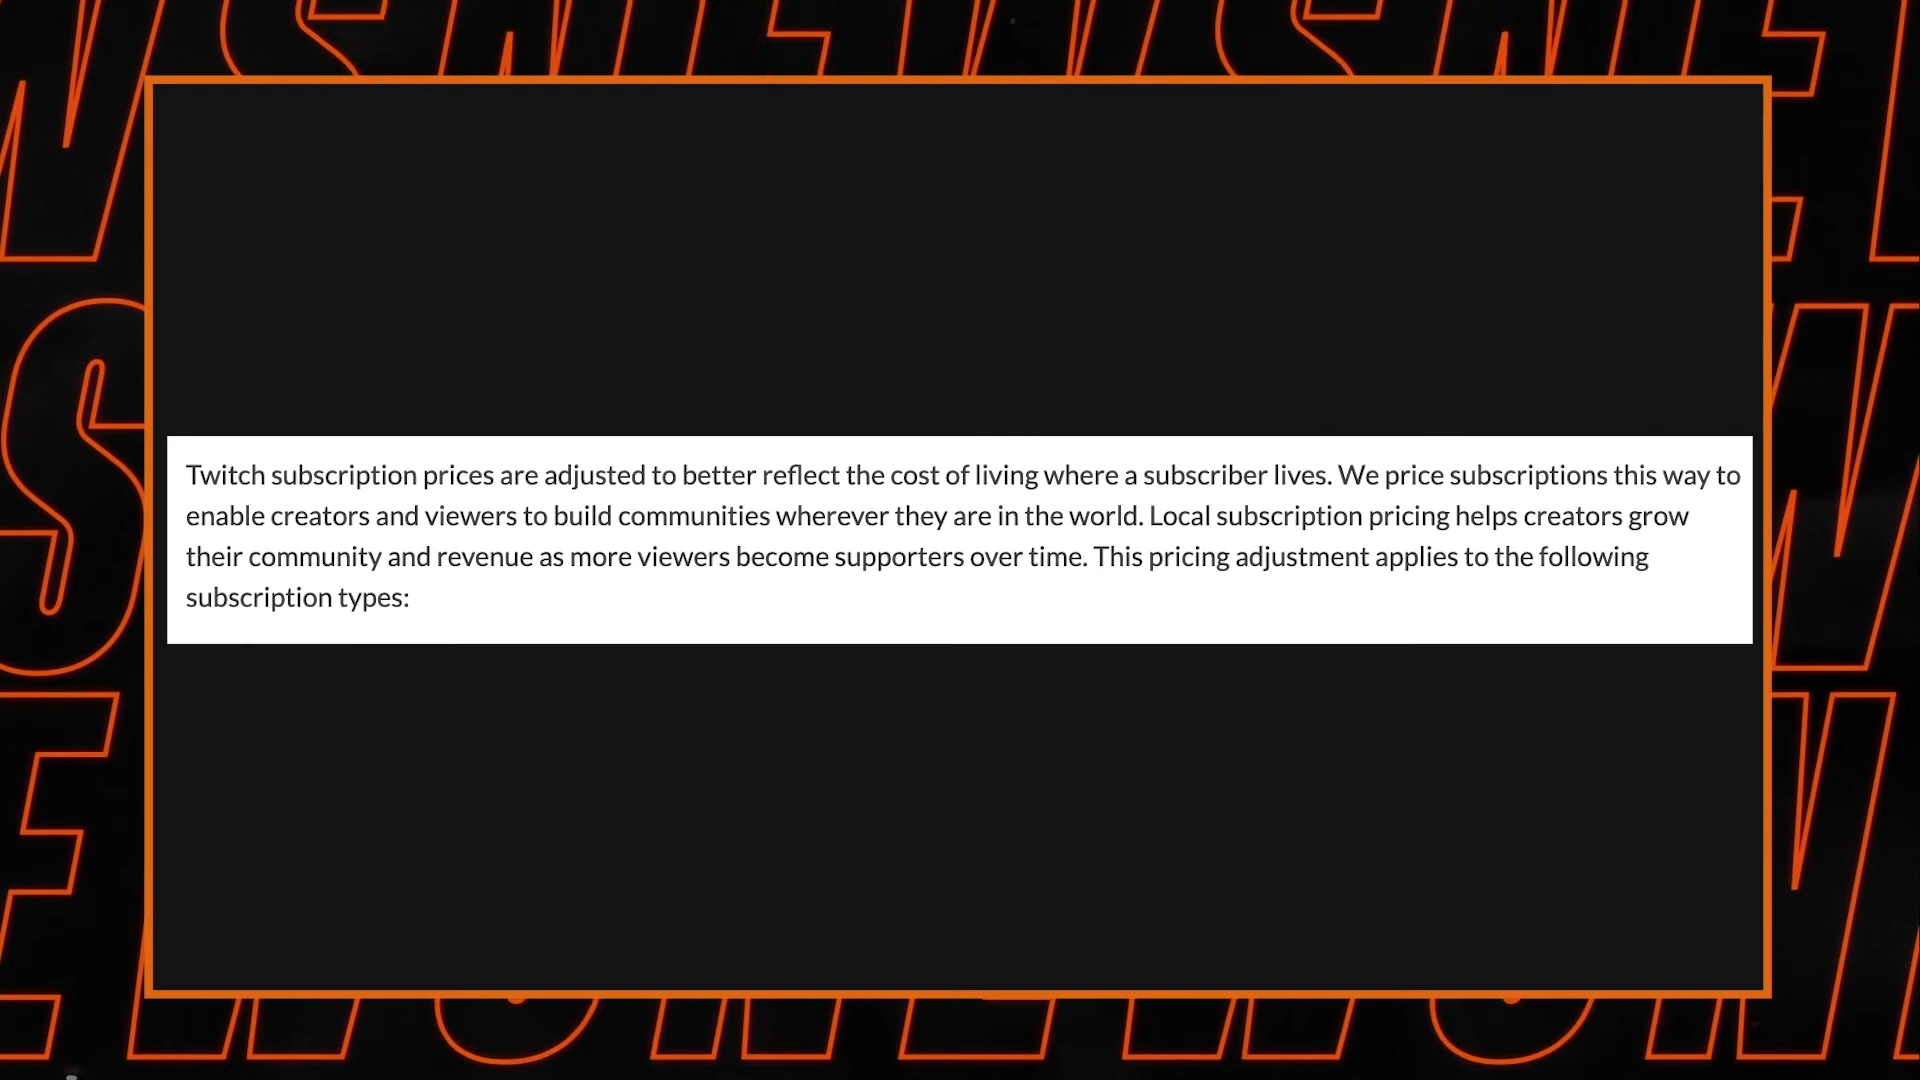 Twitch subscription prices are adjusted to better reflect the cost of living where a subscriber lives. We price subscriptions this way to
enable creators and viewers to build communities wherever they are in the world. Local subscription pricing helps creators grow
their community and revenue as more viewers become supporters over time. This pricing adjustment applies to the following
subscription types: